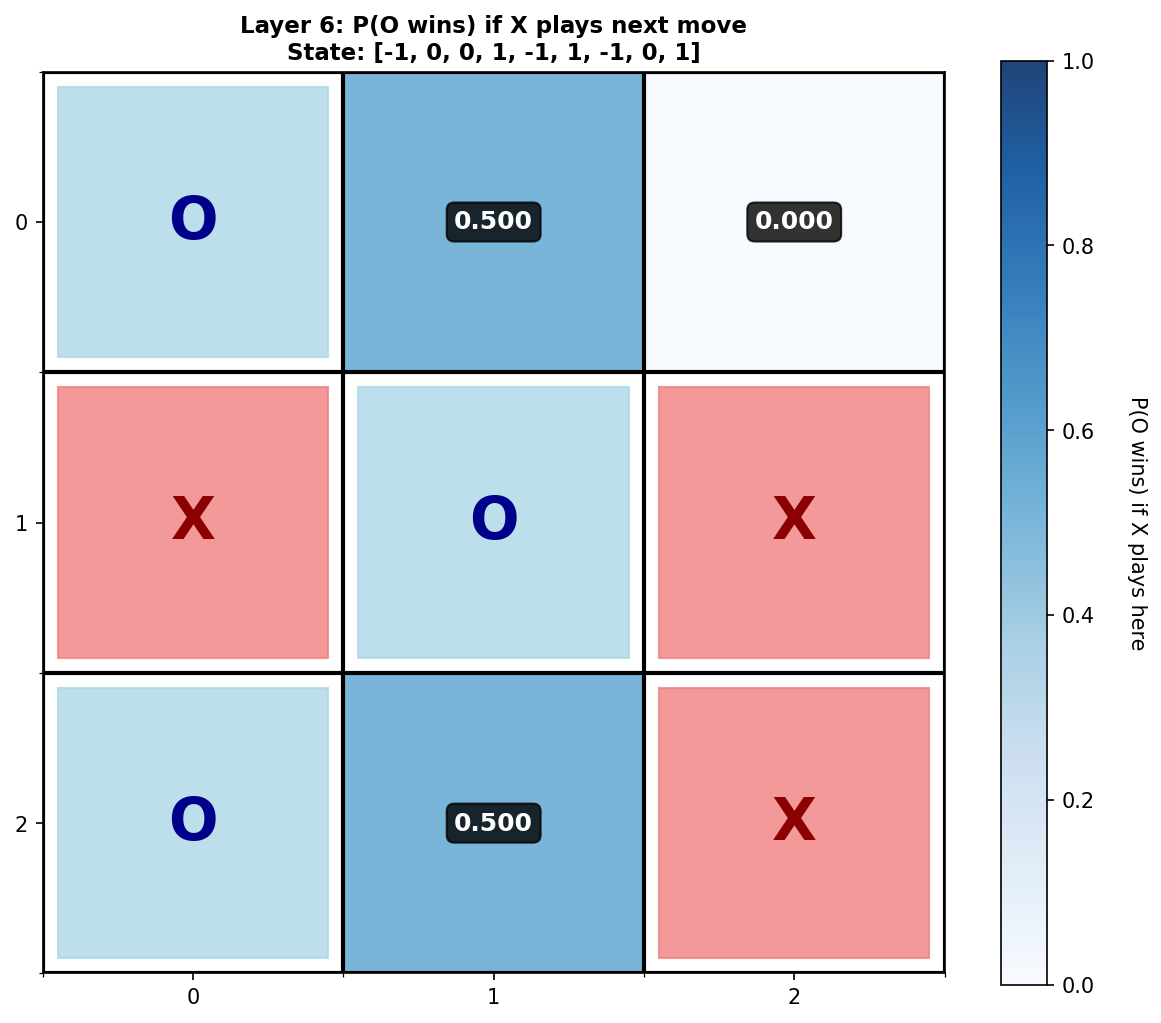 Layer 6: P(O wins) if X plays next move
State: [-1, 0, 0, 1, -1, 1, -1, 0, 1]
0
O
0.500
0.000
1
X
O
X
2
O
0.500
X
0
1
2
1.0
0.8
0.6
0.4
0.2
0.0
P(O wins) if X plays here